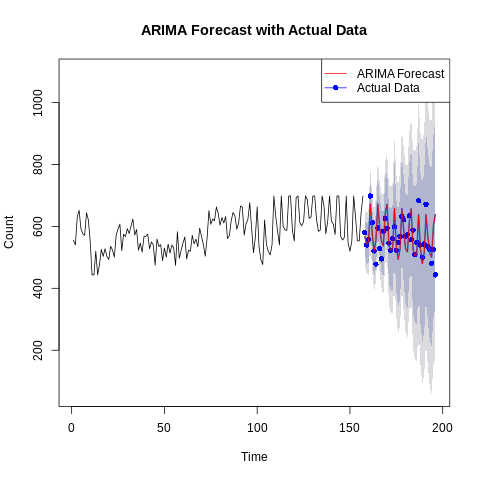 ARIMA Forecast with Actual Data
ARIMA Forecast
Actual Data
1000
800
600
400
200
Count
0 50 100 150 200
Time